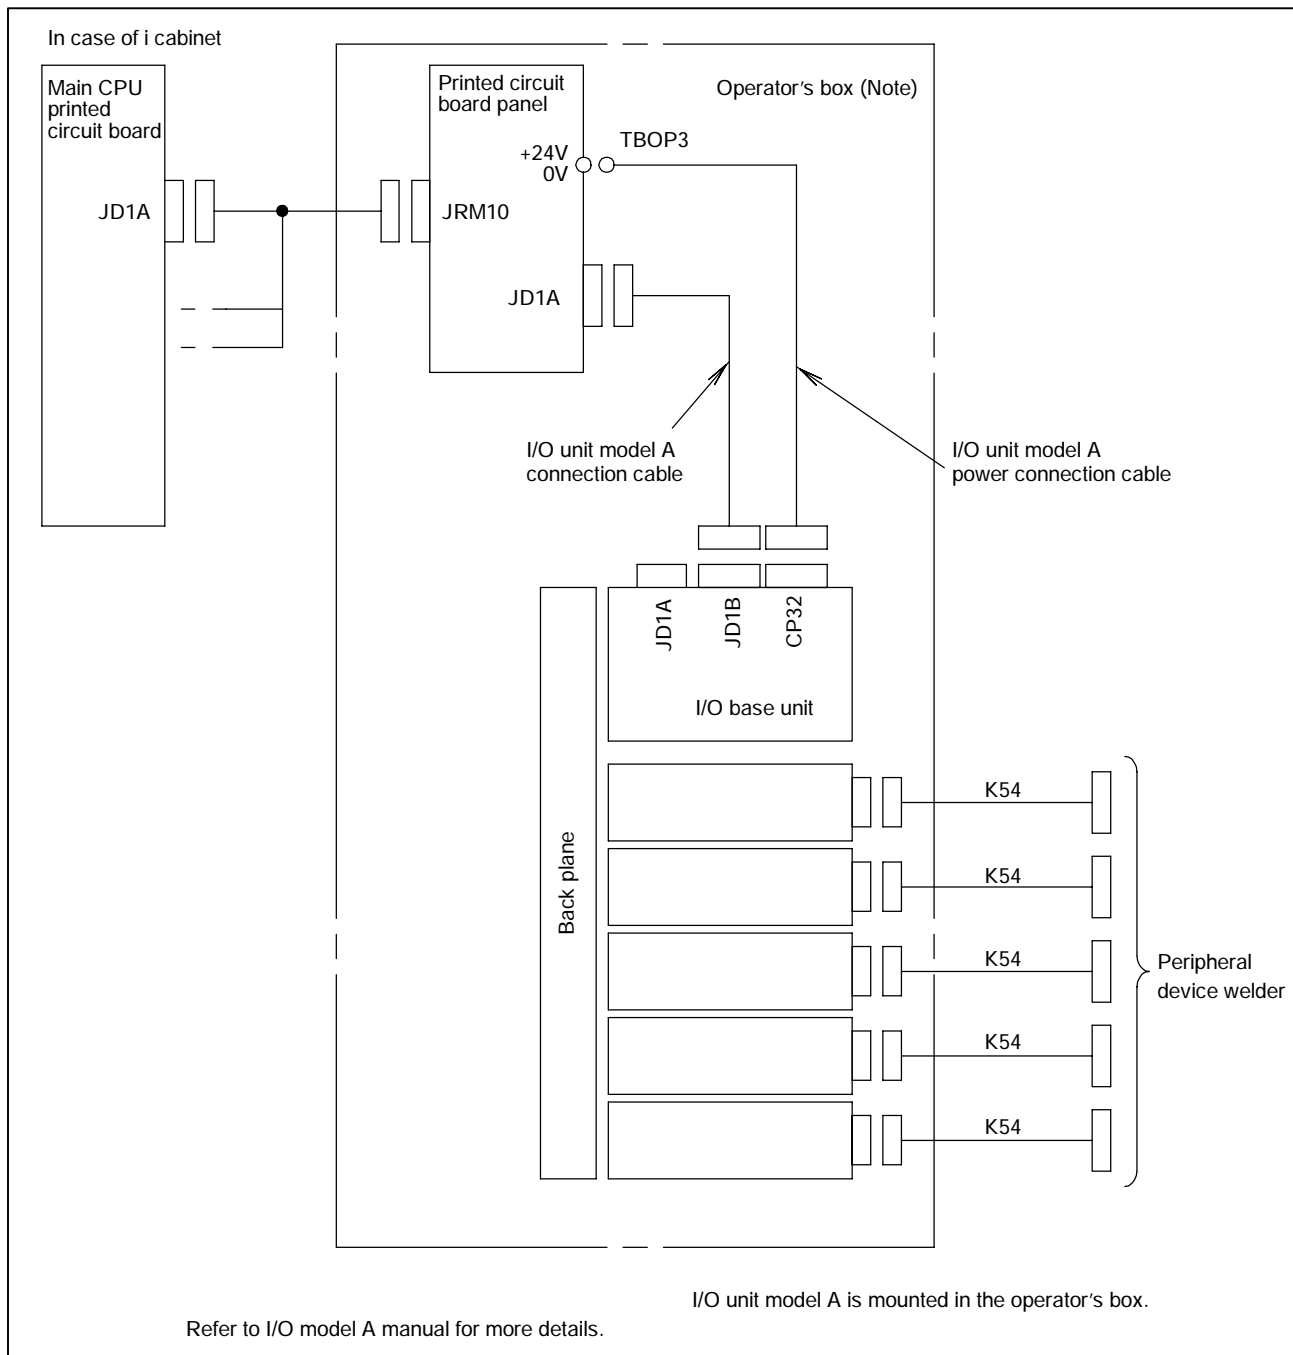 In case of i cabinet
Main CPU
printed
circuit board
JD1A
Printed circuit
board panel
+24V
0V
TBOP3
Operator's box (Note)
JRM10
JD1A
I/O unit model A
connection cable
I/O unit model A
power connection cable
JD1A
JD1B
CP32
I/O base unit
Back plane
K54
K54
K54
K54
K54
Peripheral
device welder
I/O unit model A is mounted in the operator's box.
Refer to I/O model A manual for more details.